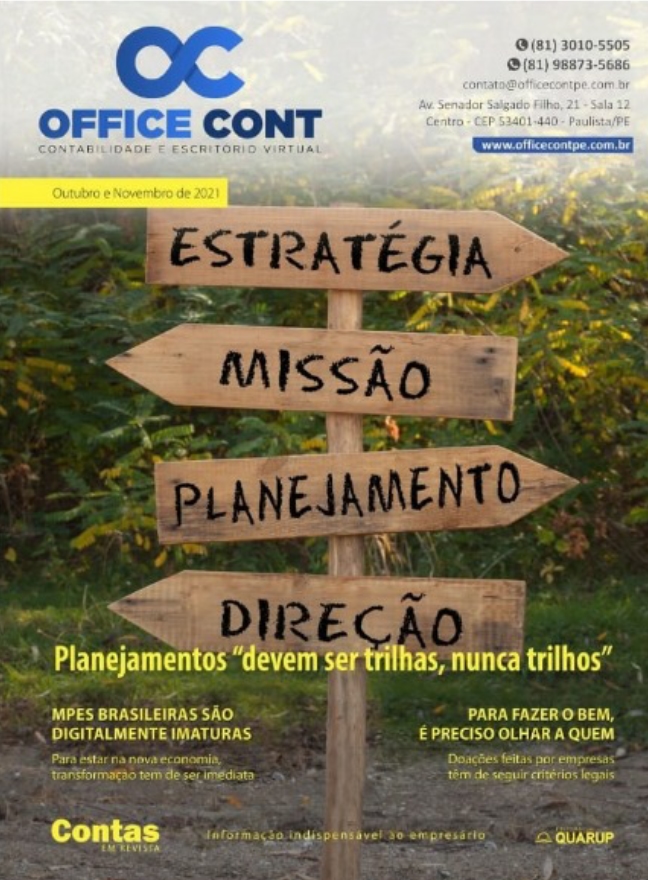 OC
OFFICE CONT
CONTABILIDADE E ESCRITÓRIO VIRTUAL
(81) 3010-5505
(81) 98873-5686
contato@officecontpe.com.br
Av. Senador Salgado Filho, 21 - Sala 12
Centro - CEP 53401-440 - Paulista/PE
www.officecontpe.com.br
Outubro e Novembro de 2021
ESTRATÉGIA
MISSÃO
PLANEJAMENTO
DIREÇÃO
Planejamentos “devem ser trilhas, nunca trilhos”
MPES BRASILEIRAS SÃO
DIGITALMENTE IMATURAS
Para estar na nova economia,
transformação tem de ser imediata
PARA FAZER O BEM,
É PRECISO OLHAR A QUEM
Doações feitas por empresas
têm de seguir critérios legais
Contas
EM REVISTA
Informação indispensável ao empresário
QUARUP